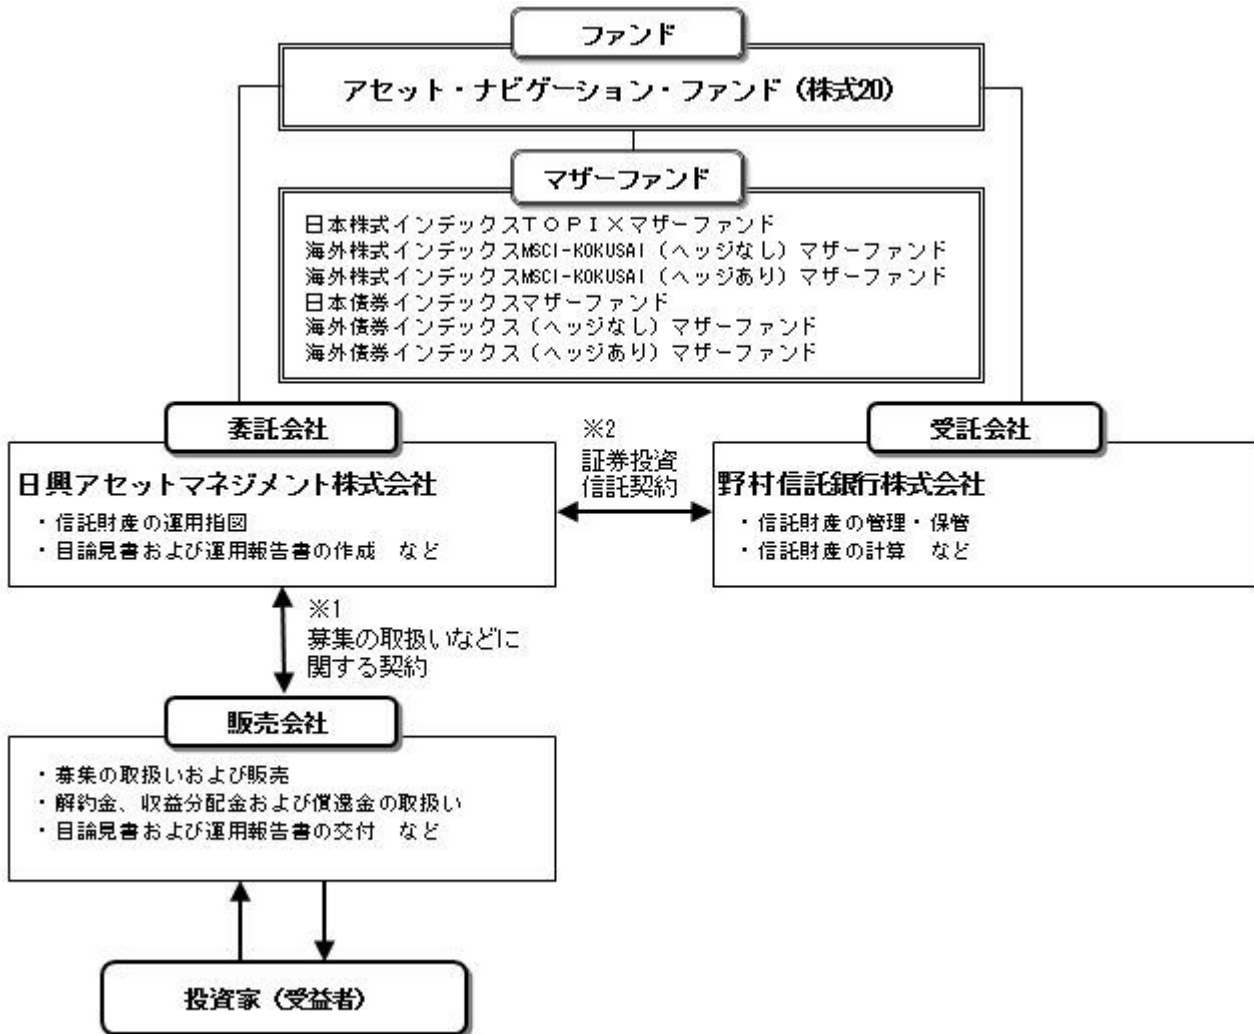 ファンド
アセット・ナビゲーション・ファンド（株式20）
マザーファンド
日本株式インデックスＴＯＰＩＸマザーファンド
海外株式インデックスMSCI-KOKUSAI（ヘッジなし）マザーファンド
海外株式インデックスMSCI-KOKUSAI（ヘッジあり）マザーファンド
日本債券インデックスマザーファンド
海外債券インデックス（ヘッジなし）マザーファンド
海外債券インデックス（ヘッジあり）マザーファンド
委託会社
日興アセットマネジメント株式会社
・信託財産の運用指図
・目論見書および運用報告書の作成　など
※2
証券投資
信託契約
受託会社
野村信託銀行株式会社
・信託財産の管理・保管
・信託財産の計算　など
※1
募集の取扱いなどに
関する契約
販売会社
・募集の取扱いおよび販売
・解約金、収益分配金および償還金の取扱い
・目論見書および運用報告書の交付　など
投資家（受益者）